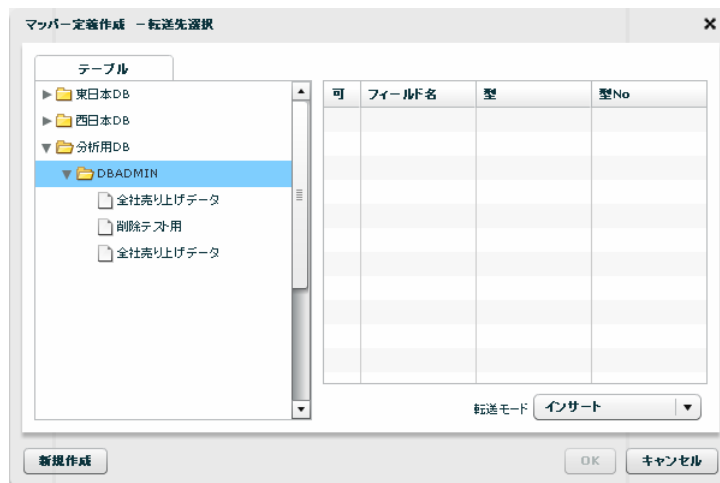 マッパー定義作成 －転送先選択
テーブル
東日本DB
西日本DB
分析用DB
DBADMIN
全社売り上げデータ
削除テスト用
全社売り上げデータ
可 フィールド名 型 型No
転送モード インサート
新規作成 OK キャンセル